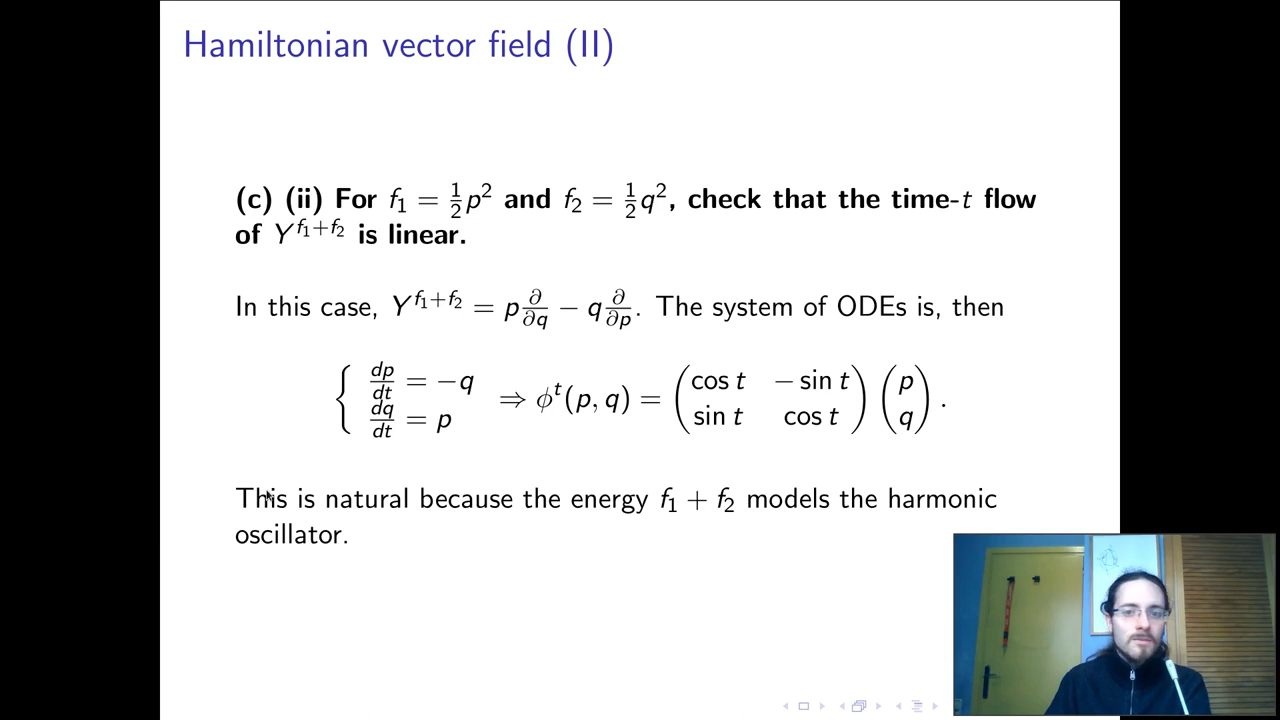 Hamiltonian vector field (II)
(c) (ii) For f₁ = ½p² and f₂ = ½q², check that the time-t flow
of Y^{f₁+f₂} is linear.
In this case, Y^{f₁+f₂} = p ∂/∂q − q ∂/∂p. The system of ODEs is, then
{ dp/dt = −q, dq/dt = p ⇒ ϕᵗ(p, q) = (cos t −sin t; sin t cos t) (p; q).
This is natural because the energy f₁ + f₂ models the harmonic
oscillator.